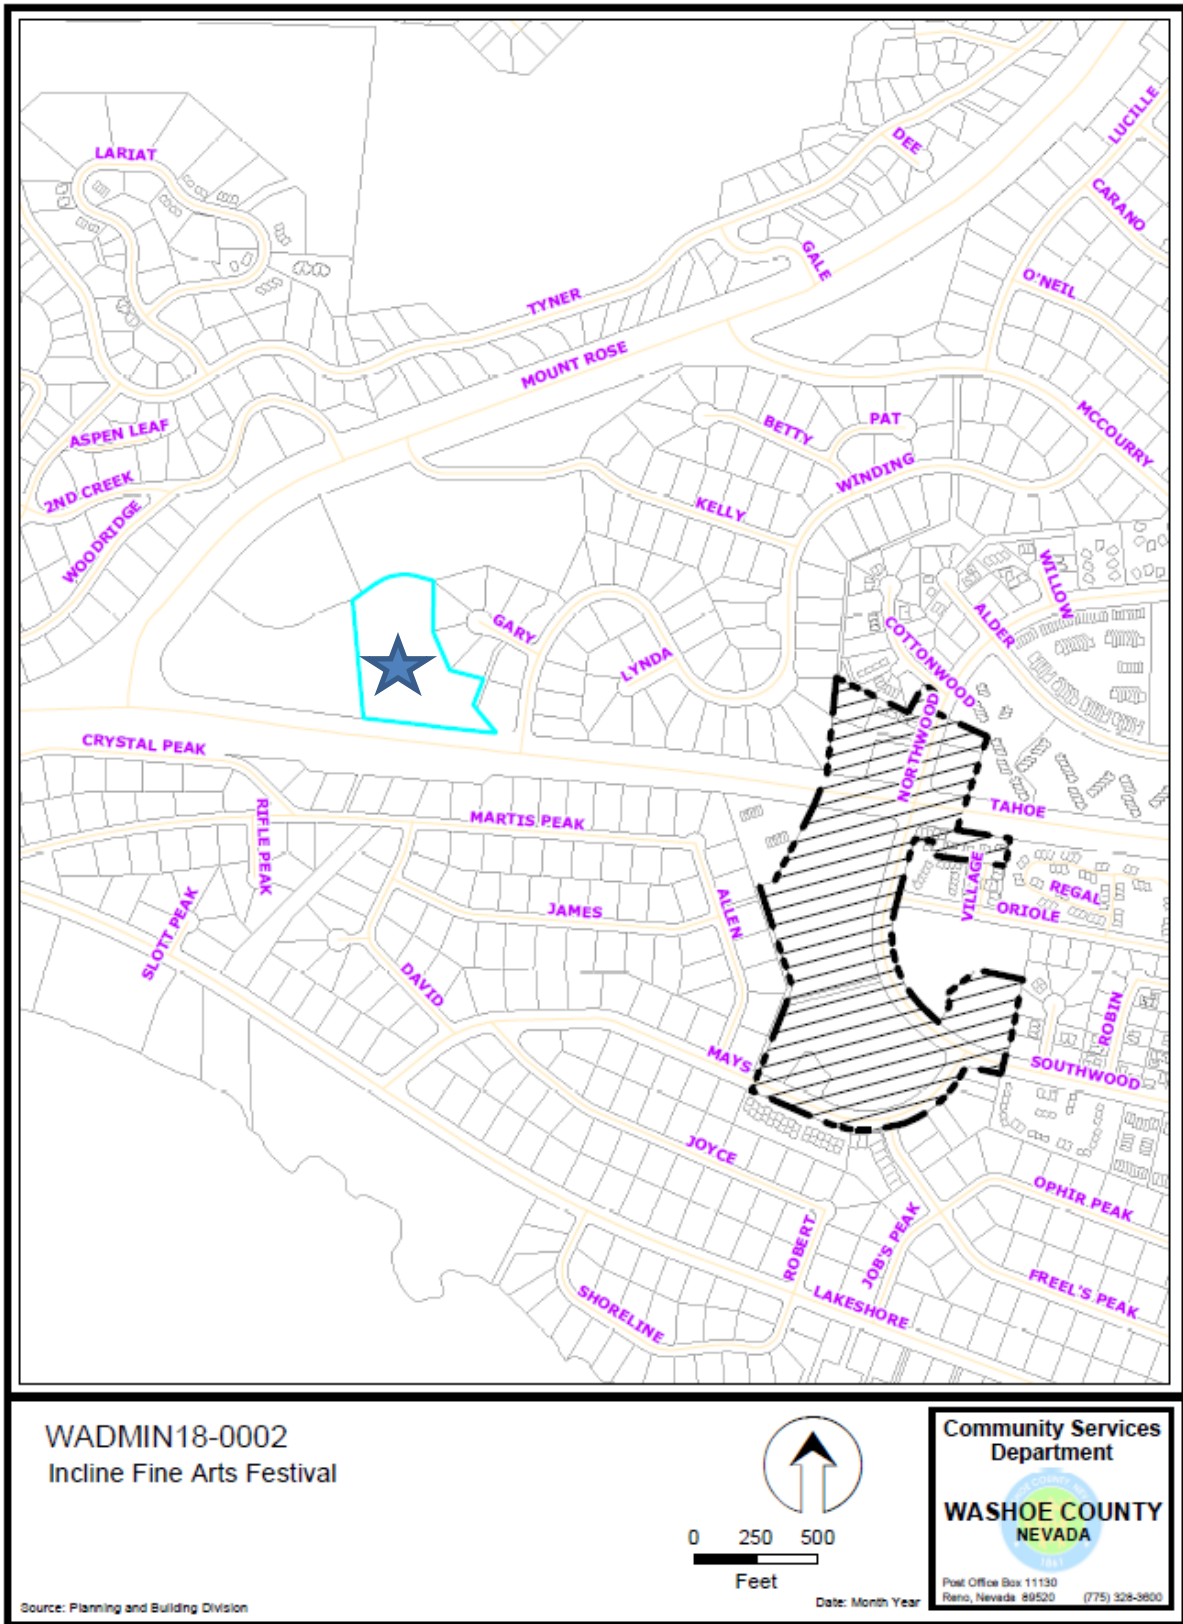 LARIAT
DEE
LUCILLE
CARANO
GALE
O'NEIL
TYNER
MOUNT ROSE
ASPEN LEAF
2ND CREEK
WOODRIDGE
BETTY
PAT
MCCOURRY
WINDING
KELLY
WILLOW
GARY
ALDER
COTTONWOOD
LYNDA
NORTHWOOD
CRYSTAL PEAK
TAHOE
RIFLE PEAK
MARTIS PEAK
VILLAGE
REGAL
ALLEN
JAMES
ORIOLE
SLOTT PEAK
DAVID
ROBIN
MAYS
SOUTHWOOD
JOYCE
OPHIR PEAK
ROBERT
JOB'S PEAK
FREEL'S PEAK
SHORELINE
LAKESHORE
WADMIN18-0002
Incline Fine Arts Festival
0 250 500
Feet
Source: Planning and Building Division
Date: Month Year
Community Services
Department
WASHOE COUNTY
NEVADA
1861
Post Office Box 11130
Reno, Nevada 89520 (775) 328-3600